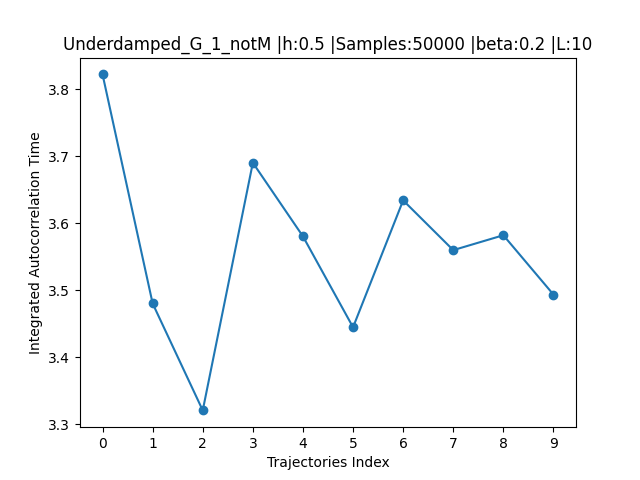 Underdamped_G_1_notM |h:0.5 |Samples:50000 |beta:0.2 |L:10
Integrated Autocorrelation Time
3.8
3.7
3.6
3.5
3.4
3.3
0 1 2 3 4 5 6 7 8 9
Trajectories Index